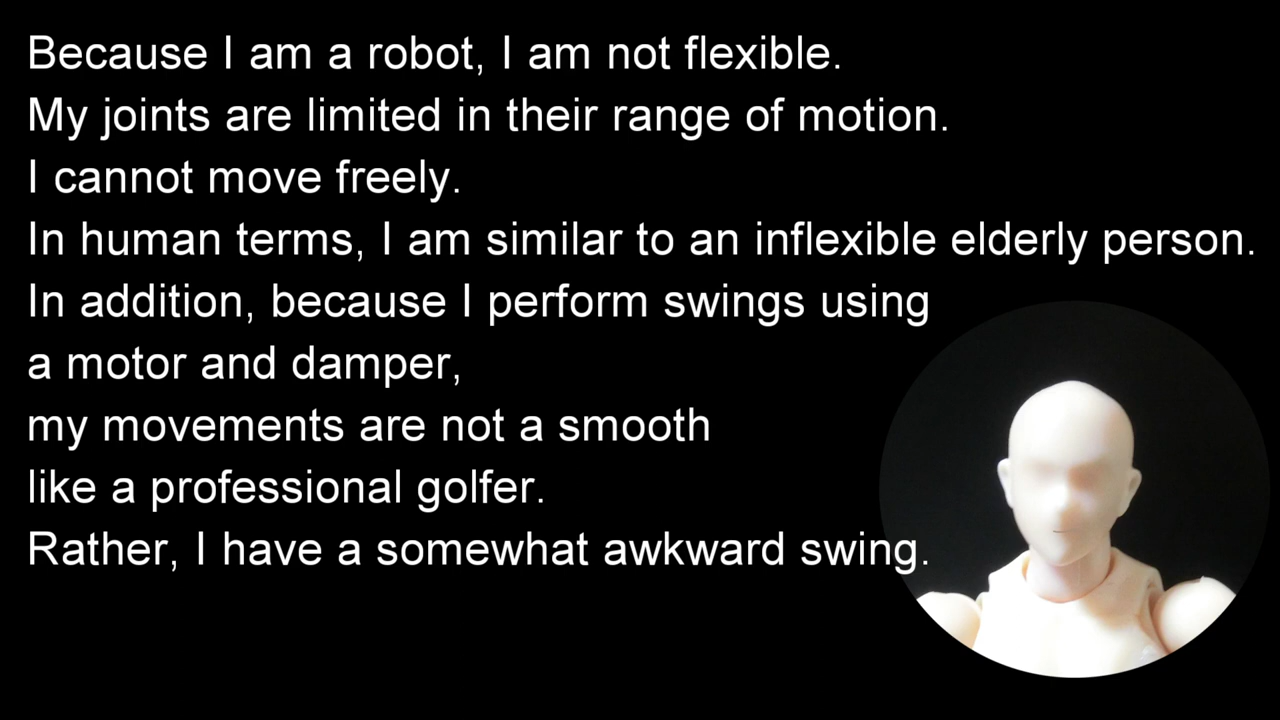 Because I am a robot, I am not flexible.
My joints are limited in their range of motion.
I cannot move freely.
In human terms, I am similar to an inflexible elderly person.
In addition, because I perform swings using
a motor and damper,
my movements are not a smooth
like a professional golfer.
Rather, I have a somewhat awkward swing.